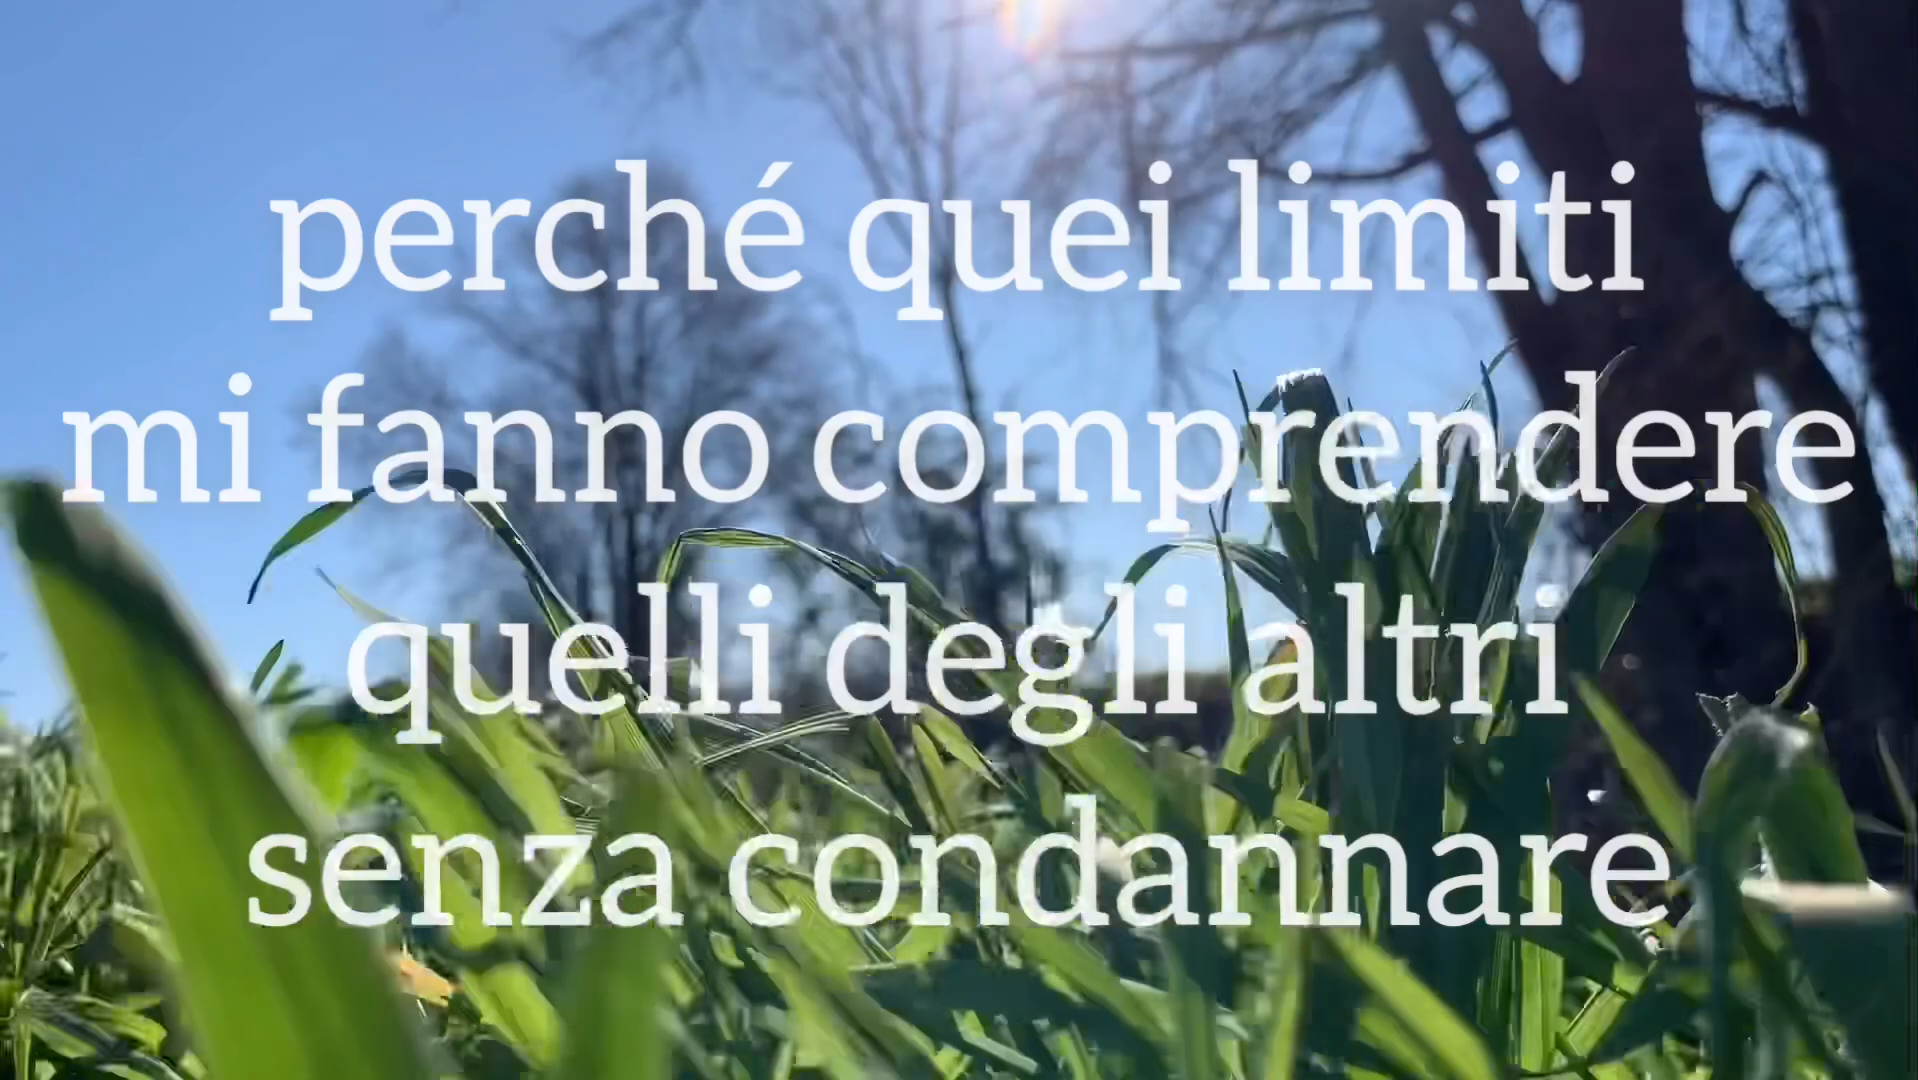 perché quei limiti
mi fanno comprendere
quelli degli altri
senza condannare